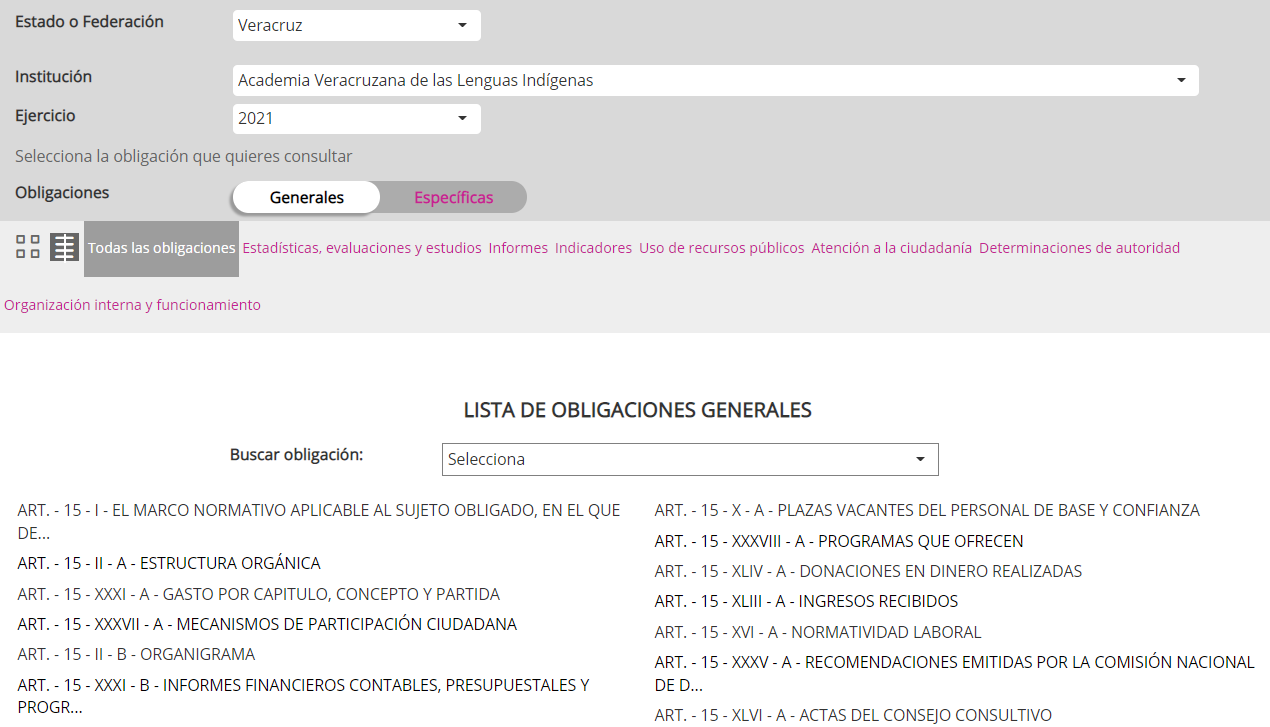 Estado o Federación
Veracruz
Institución
Academia Veracruzana de las Lenguas Indígenas
Ejercicio
2021
Selecciona la obligación que quieres consultar
Obligaciones
Generales
Específicas
Todas las obligaciones
Estadísticas, evaluaciones y estudios
Informes
Indicadores
Uso de recursos públicos
Atención a la ciudadanía
Determinaciones de autoridad
Organización interna y funcionamiento
LISTA DE OBLIGACIONES GENERALES
Buscar obligación:
Selecciona
ART. - 15 - I - EL MARCO NORMATIVO APLICABLE AL SUJETO OBLIGADO, EN EL QUE
DE...
ART. - 15 - II - A - ESTRUCTURA ORGÁNICA
ART. - 15 - XXXI - A - GASTO POR CAPITULO, CONCEPTO Y PARTIDA
ART. - 15 - XXXVII - A - MECANISMOS DE PARTICIPACIÓN CIUDADANA
ART. - 15 - II - B - ORGANIGRAMA
ART. - 15 - XXXI - B - INFORMES FINANCIEROS CONTABLES, PRESUPUESTALES Y
PROGR...
ART. - 15 - X - A - PLAZAS VACANTES DEL PERSONAL DE BASE Y CONFIANZA
ART. - 15 - XXXVIII - A - PROGRAMAS QUE OFRECEN
ART. - 15 - XLIV - A - DONACIONES EN DINERO REALIZADAS
ART. - 15 - XLIII - A - INGRESOS RECIBIDOS
ART. - 15 - XVI - A - NORMATIVIDAD LABORAL
ART. - 15 - XXXV - A - RECOMENDACIONES EMITIDAS POR LA COMISIÓN NACIONAL
DE D...
ART. - 15 - XLVI - A - ACTAS DEL CONSEJO CONSULTIVO